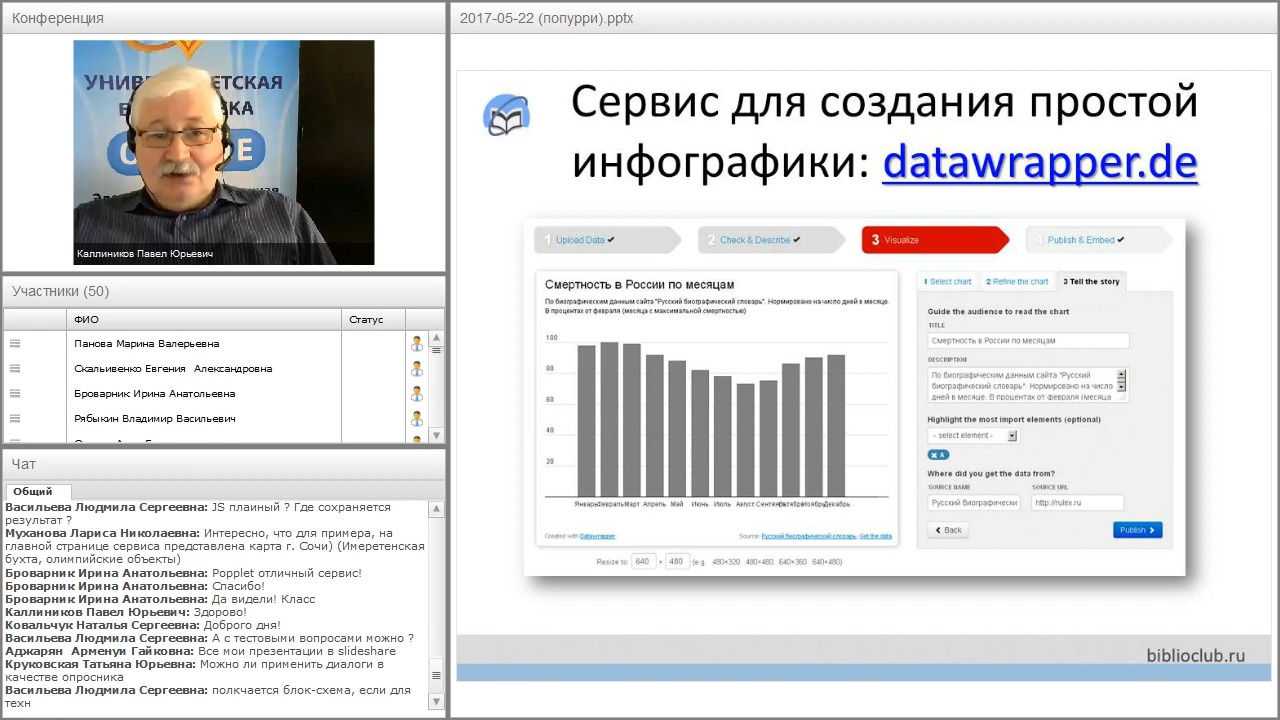 Конференция
УНИВЕ СИТЕТСКАЯ
Каллиников Павел Юрьевич
Участники (50)
ФИО
Статус
Панова Марина Валерьевна
Скальивенко Евгения Александровна
Броварник Ирина Анатольевна
Рябыкин Владимир Васильевич
Чат
Общий
Васильева Людмила Сергеевна: JS плвиный ? Гдза сохраняется
результат ?
Муханова Лариса Николаевна: Интересно, что для примера, на
главной странице сервиса представлена карта г. Сочи) (Имеретенская
бухта, олимпийские объекты)
Броварник Ирина Анатольевна: Popplet отличный сервис!
Броварник Ирина Анатольевна: Спасибо!
Броварник Ирина Анатольевна: Да видели! Класс
Каллиников Павел Юрьевич: Здорово!
Ковальчук Наталья Сергеевна: Доброго дня!
Васильева Людмила Сергеевна: А с тестовыми вопросами можно ?
Аджарян Арменуи Гайковна: Все мои презентации в slideshare
Круковская Татьяна Юрьевна: Можно ли применить диалоги в
качестве опросника
Васильева Людмила Сергеевна: полкчается блок-схема, если для
техн
2017-05-22 (попурри).pptx
Сервис для создания простой
инфографики: datawrapper.de
1 Upload Data
2 Check & Describe
3 Visualize
4 Publish & Embed
Смертность в России по месяцам
По биографическим данным сайта "Русский биографический словарь". Нормировано на число дней в месяце.
В процентах от февраля (месяца с максимальной смертностью)
100
80
60
40
20
Январь Февраль Март Апрель Май Июнь Июль Август Сентябрь Октябрь Ноябрь Декабрь
Created with Datawrapper
Source: Русский биографический словарь, Get the data
Resize to: 640 x 480 (e.g. 480×320 480×480 640×360 640×480)
1 Select chart
2 Refine the chart
3 Tell the story
Guide the audience to read the chart
TITLE
Смертность в России по месяцам
DESCRIPTION
По биографическим данным сайта "Русский
биографический словарь". Нормировано на число
дней в месяце. В процентах от февраля (месяца
Highlight the most import elements (optional)
- select element -
A
Where did you get the data from?
SOURCE NAME
SOURCE URL
Русский биографически
http://rulex.ru
Back
Publish
biblioclub.ru